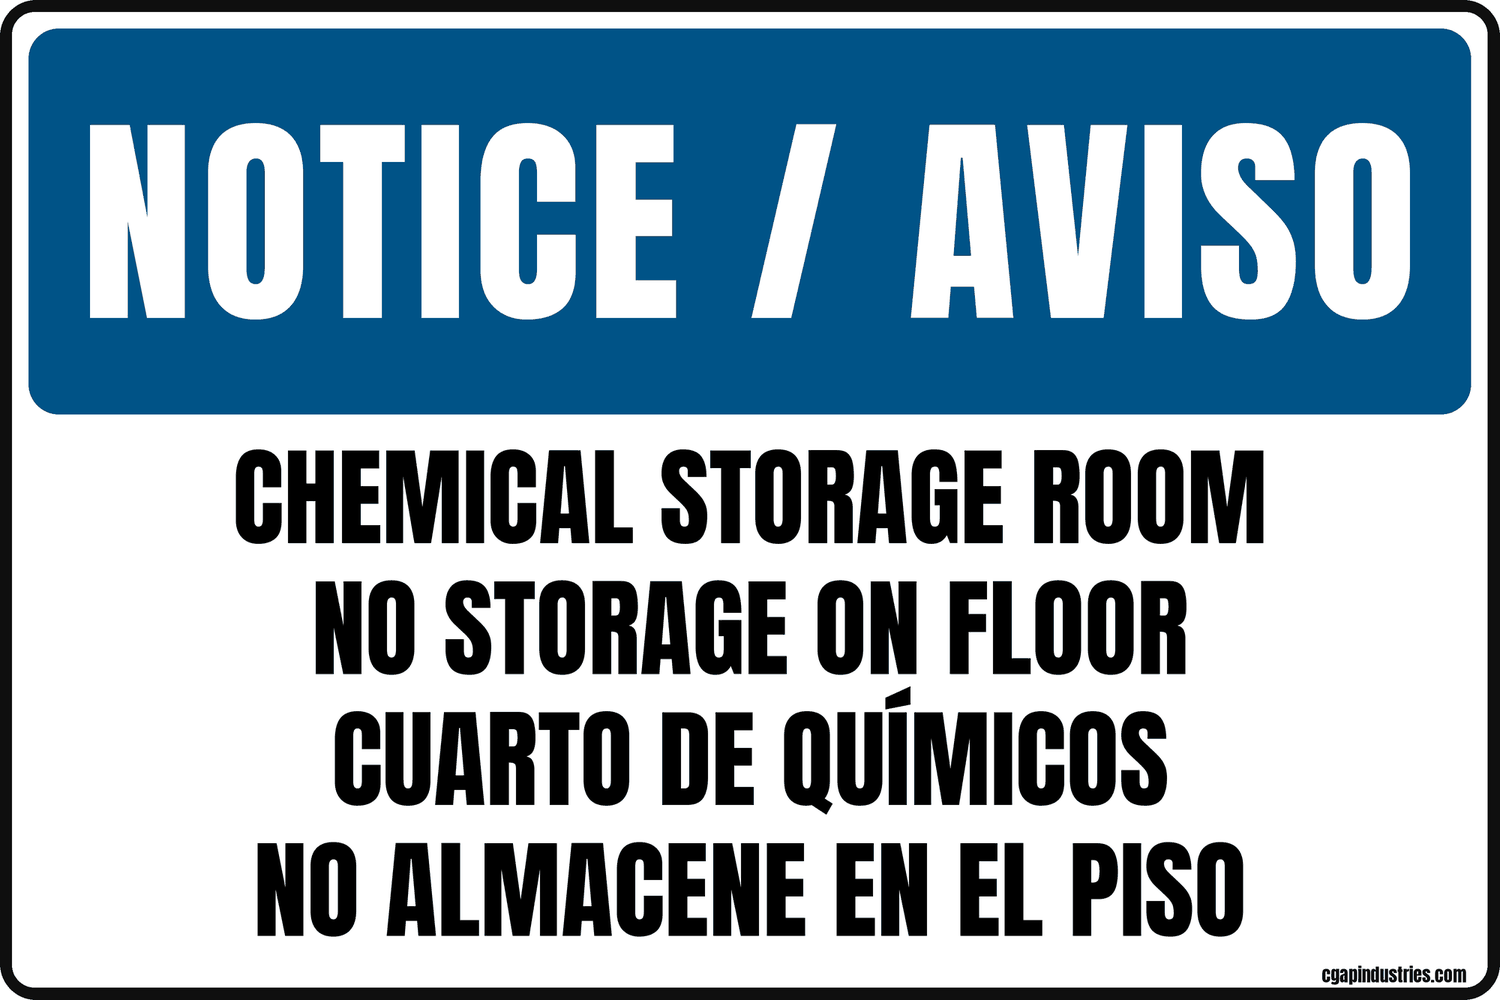 NOTICE / AVISO
CHEMICAL STORAGE ROOM
NO STORAGE ON FLOOR
CUARTO DE QUÍMICOS
NO ALMACENE EN EL PISO
cgapindustries.com